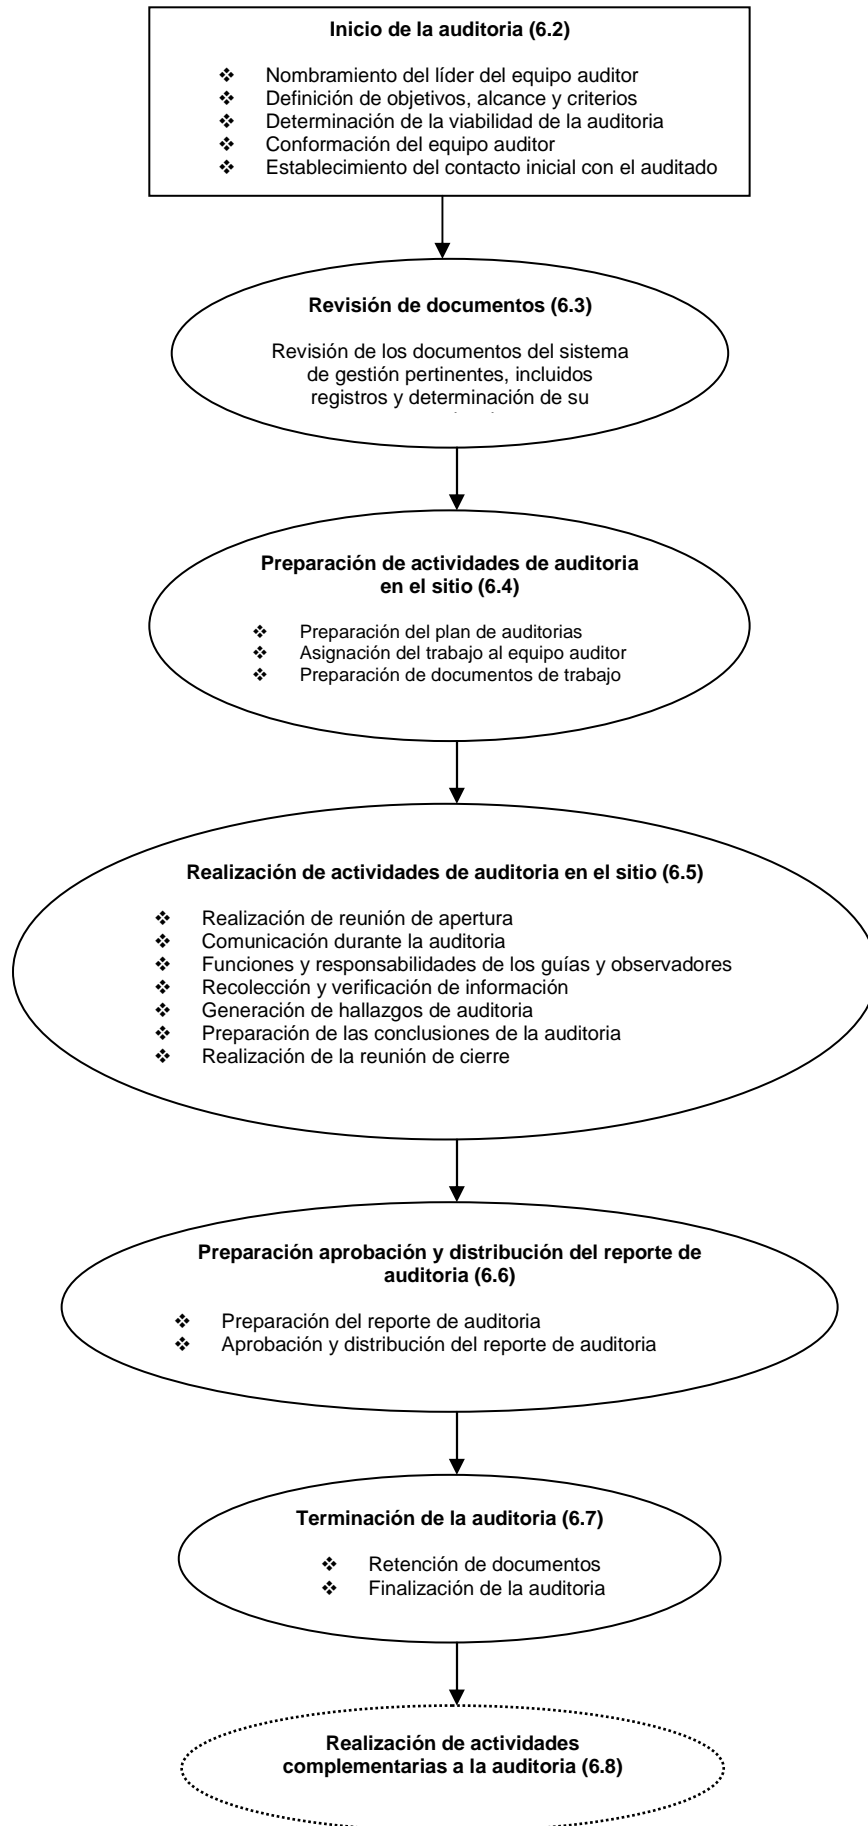 Inicio de la auditoria (6.2)
❖ Nombramiento del líder del equipo auditor
❖ Definición de objetivos, alcance y criterios
❖ Determinación de la viabilidad de la auditoria
❖ Conformación del equipo auditor
❖ Establecimiento del contacto inicial con el auditado
Revisión de documentos (6.3)
Revisión de los documentos del sistema
de gestión pertinentes, incluidos
registros y determinación de su
Preparación de actividades de auditoria
en el sitio (6.4)
❖ Preparación del plan de auditorias
❖ Asignación del trabajo al equipo auditor
❖ Preparación de documentos de trabajo
Realización de actividades de auditoria en el sitio (6.5)
❖ Realización de reunión de apertura
❖ Comunicación durante la auditoria
❖ Funciones y responsabilidades de los guías y observadores
❖ Recolección y verificación de información
❖ Generación de hallazgos de auditoria
❖ Preparación de las conclusiones de la auditoria
❖ Realización de la reunión de cierre
Preparación aprobación y distribución del reporte de
auditoria (6.6)
❖ Preparación del reporte de auditoria
❖ Aprobación y distribución del reporte de auditoria
Terminación de la auditoria (6.7)
❖ Retención de documentos
❖ Finalización de la auditoria
Realización de actividades
complementarias a la auditoria (6.8)